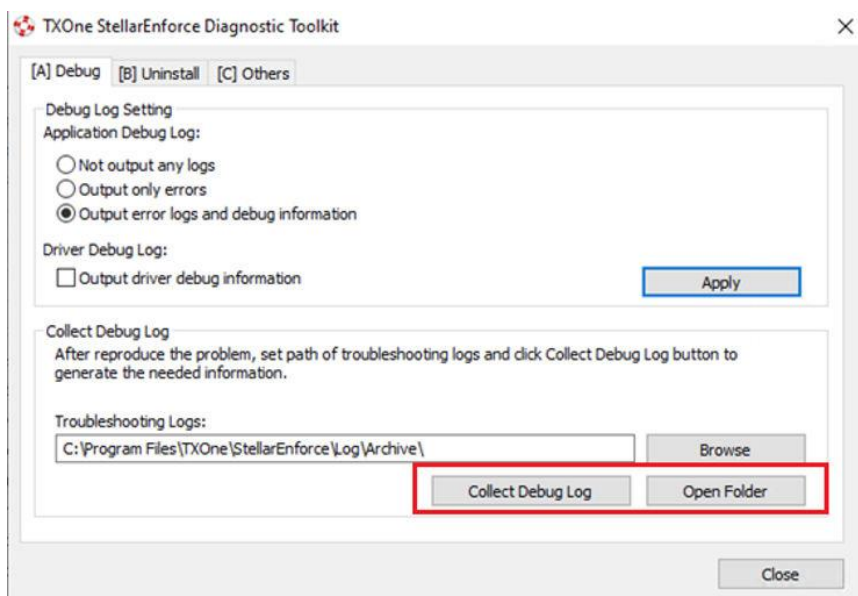 TXOne StellarEnforce Diagnostic Toolkit
[A] Debug [B] Uninstall [C] Others
Debug Log Setting
Application Debug Log:
Not output any logs
Output only errors
Output error logs and debug information
Driver Debug Log:
Output driver debug information
Apply
Collect Debug Log
After reproduce the problem, set path of troubleshooting logs and click Collect Debug Log button to
generate the needed information.
Troubleshooting Logs:
C:\Program Files\TXOne\StellarEnforce\Log\Archive\
Browse
Collect Debug Log
Open Folder
Close